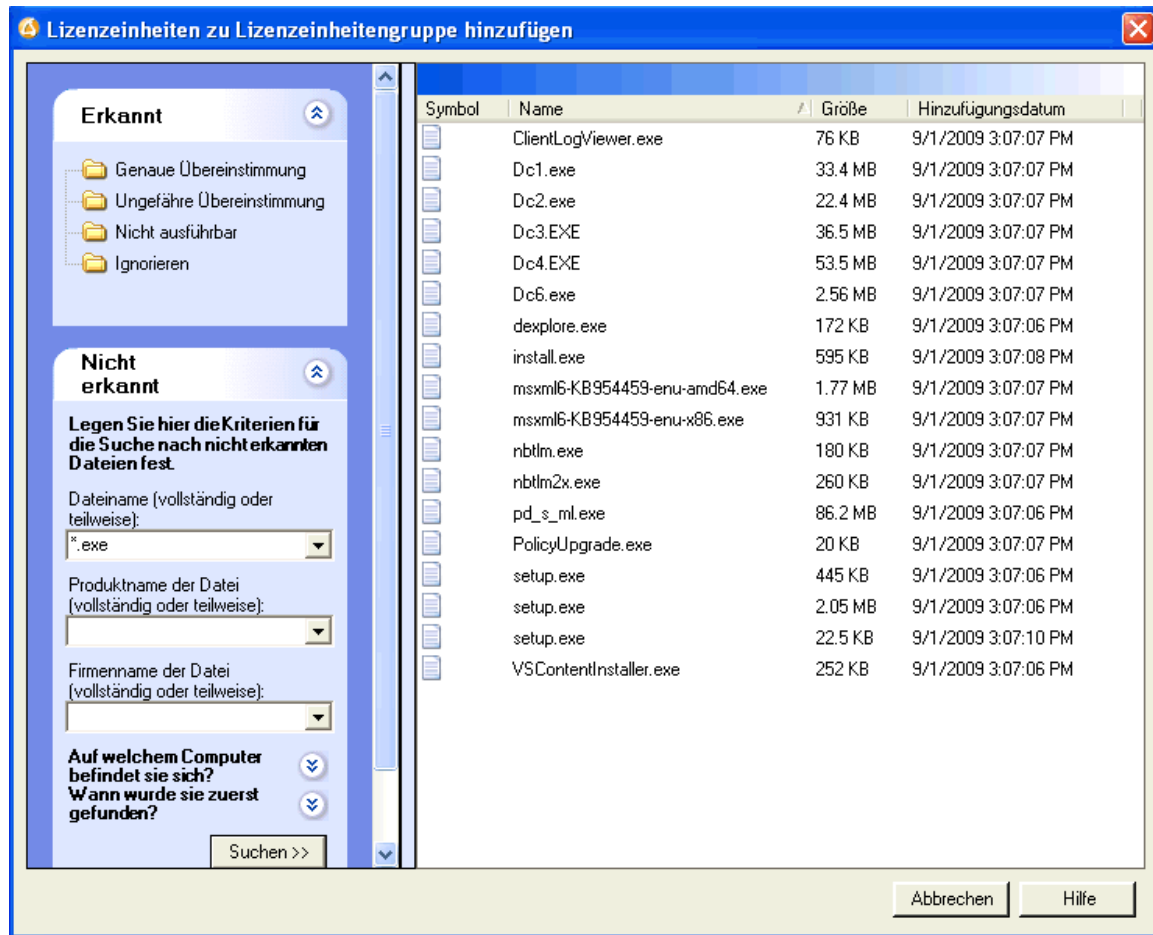 Lizenzeinheiten zu Lizenzeinheitengruppe hinzufügen
Erkannt
Genaue Übereinstimmung
Ungefähre Übereinstimmung
Nicht ausführbar
Ignorieren
Nicht
erkannt
Legen Sie hier die Kriterien für
die Suche nach nicht erkannten
Dateien fest.
Dateiname (vollständig oder
teilweise):
*.exe
Produktname der Datei
(vollständig oder teilweise):
Firmenname der Datei
(vollständig oder teilweise):
Auf welchem Computer
befindet sie sich?
Wann wurde sie zuerst
gefunden?
Suchen >>
Symbol Name Größe Hinzufügungsdatum
ClientLogViewer.exe 76 KB 9/1/2009 3:07:07 PM
Dc1.exe 33.4 MB 9/1/2009 3:07:07 PM
Dc2.exe 22.4 MB 9/1/2009 3:07:07 PM
Dc3.EXE 36.5 MB 9/1/2009 3:07:07 PM
Dc4.EXE 53.5 MB 9/1/2009 3:07:07 PM
Dc6.exe 2.56 MB 9/1/2009 3:07:07 PM
dexplore.exe 172 KB 9/1/2009 3:07:06 PM
install.exe 595 KB 9/1/2009 3:07:08 PM
msxml6-KB954459-enu-amd64.exe 1.77 MB 9/1/2009 3:07:07 PM
msxml6-KB954459-enu-x86.exe 931 KB 9/1/2009 3:07:07 PM
nbtlm.exe 180 KB 9/1/2009 3:07:07 PM
nbtlm2x.exe 260 KB 9/1/2009 3:07:07 PM
pd_s_ml.exe 86.2 MB 9/1/2009 3:07:06 PM
PolicyUpgrade.exe 20 KB 9/1/2009 3:07:07 PM
setup.exe 445 KB 9/1/2009 3:07:06 PM
setup.exe 2.05 MB 9/1/2009 3:07:06 PM
setup.exe 22.5 KB 9/1/2009 3:07:10 PM
VSContentInstaller.exe 252 KB 9/1/2009 3:07:06 PM
Abbrechen Hilfe